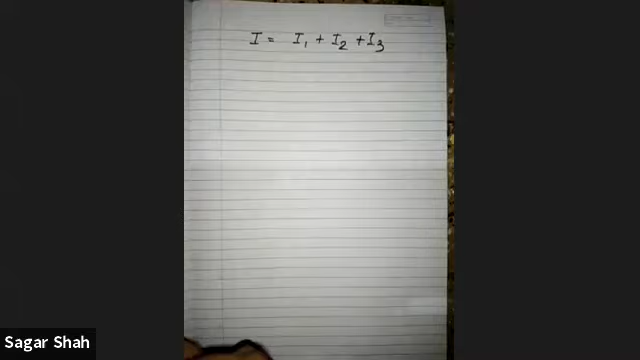 I = I₁ + I₂ + I₃
Sagar Shah